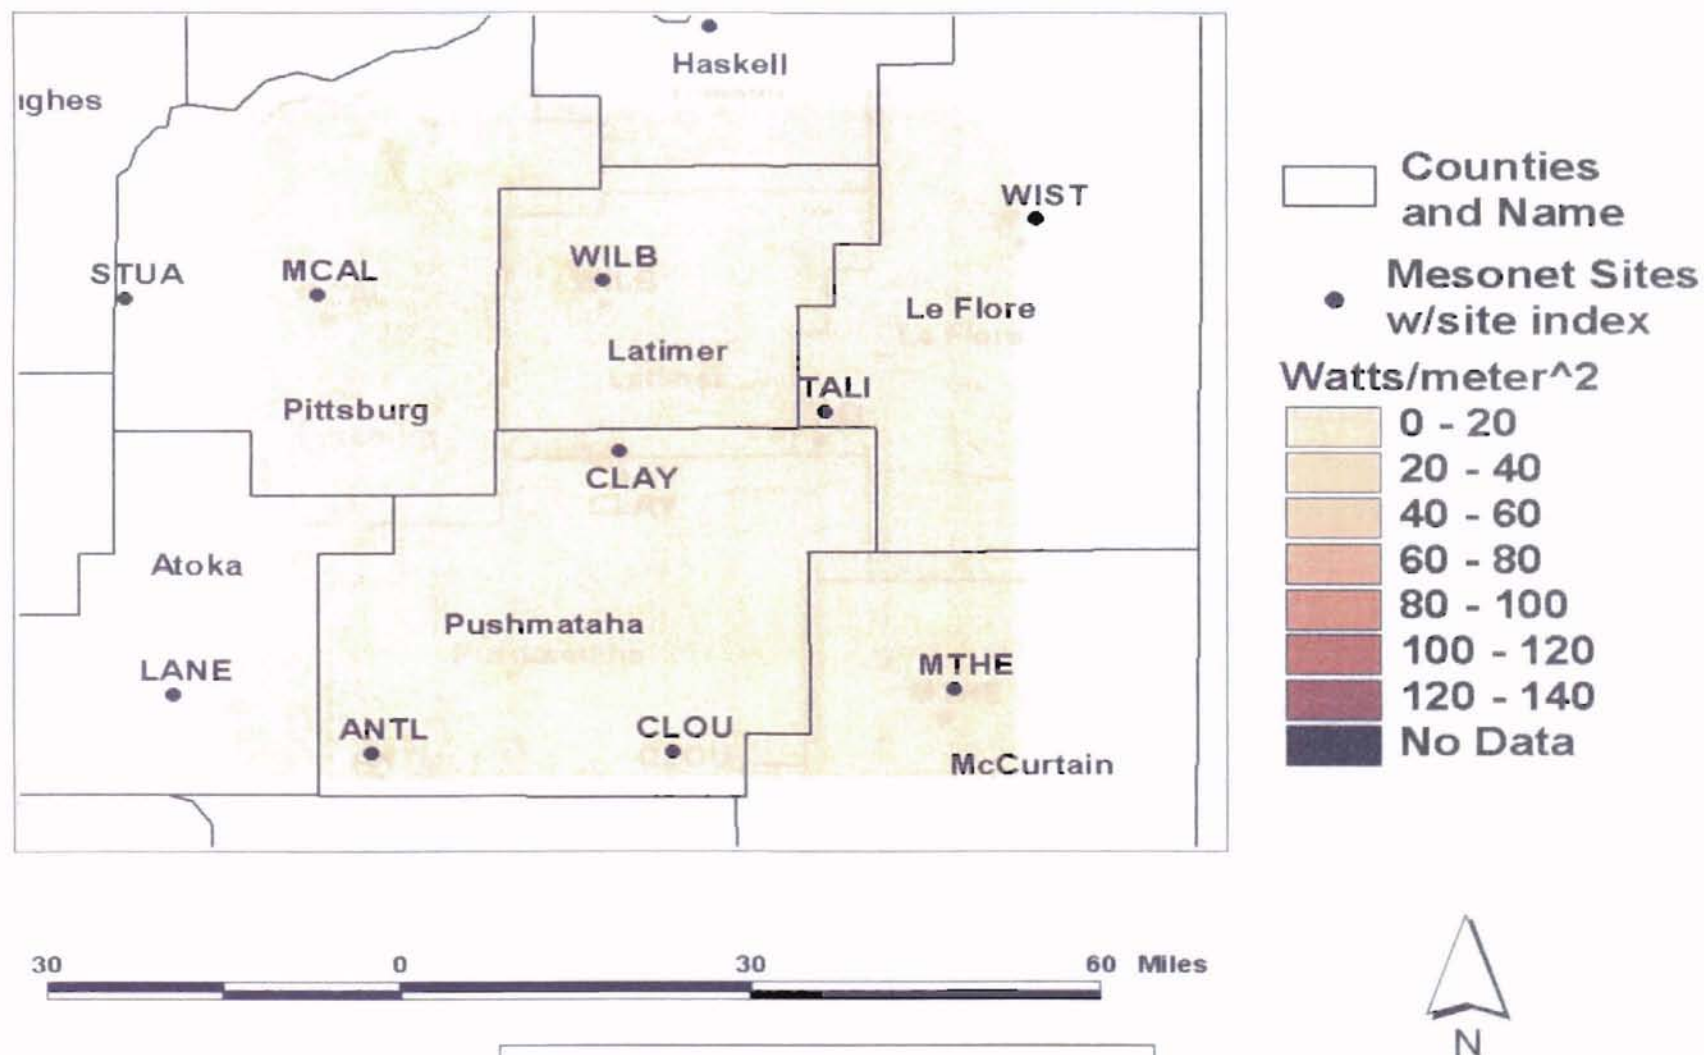 Haskell
ighes
WIST
STUA
MCAL
WILB
Le Flore
Latimer
TALI
Pittsburg
CLAY
Atoka
Pushmataha
LANE
MTHE
ANTL
CLOU
McCurtain
Counties
and Name
Mesonet Sites
w/site index
Watts/meter^2
0 - 20
20 - 40
40 - 60
60 - 80
80 - 100
100 - 120
120 - 140
No Data
30 0 30 60 Miles
N